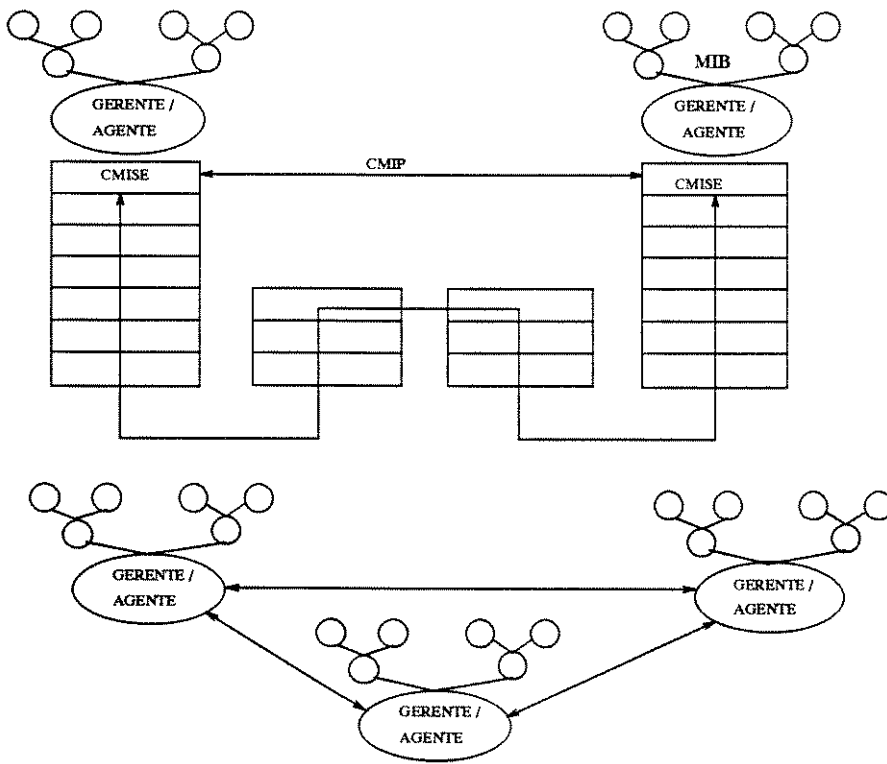 MIB
GERENTE /
AGENTE
GERENTE /
AGENTE
CMISE
CMIP
CMISE
GERENTE /
AGENTE
GERENTE /
AGENTE
GERENTE /
AGENTE